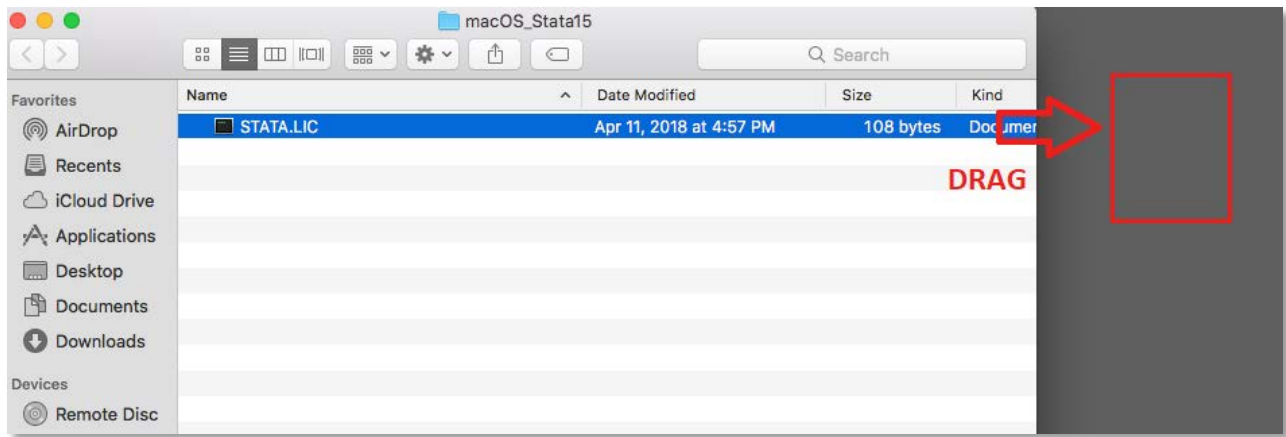 macOS_Stata15
Search
Favorites
AirDrop
Recents
iCloud Drive
Applications
Desktop
Documents
Downloads
Devices
Remote Disc
Name Date Modified Size Kind
STATA.LIC Apr 11, 2018 at 4:57 PM 108 bytes Documen
DRAG